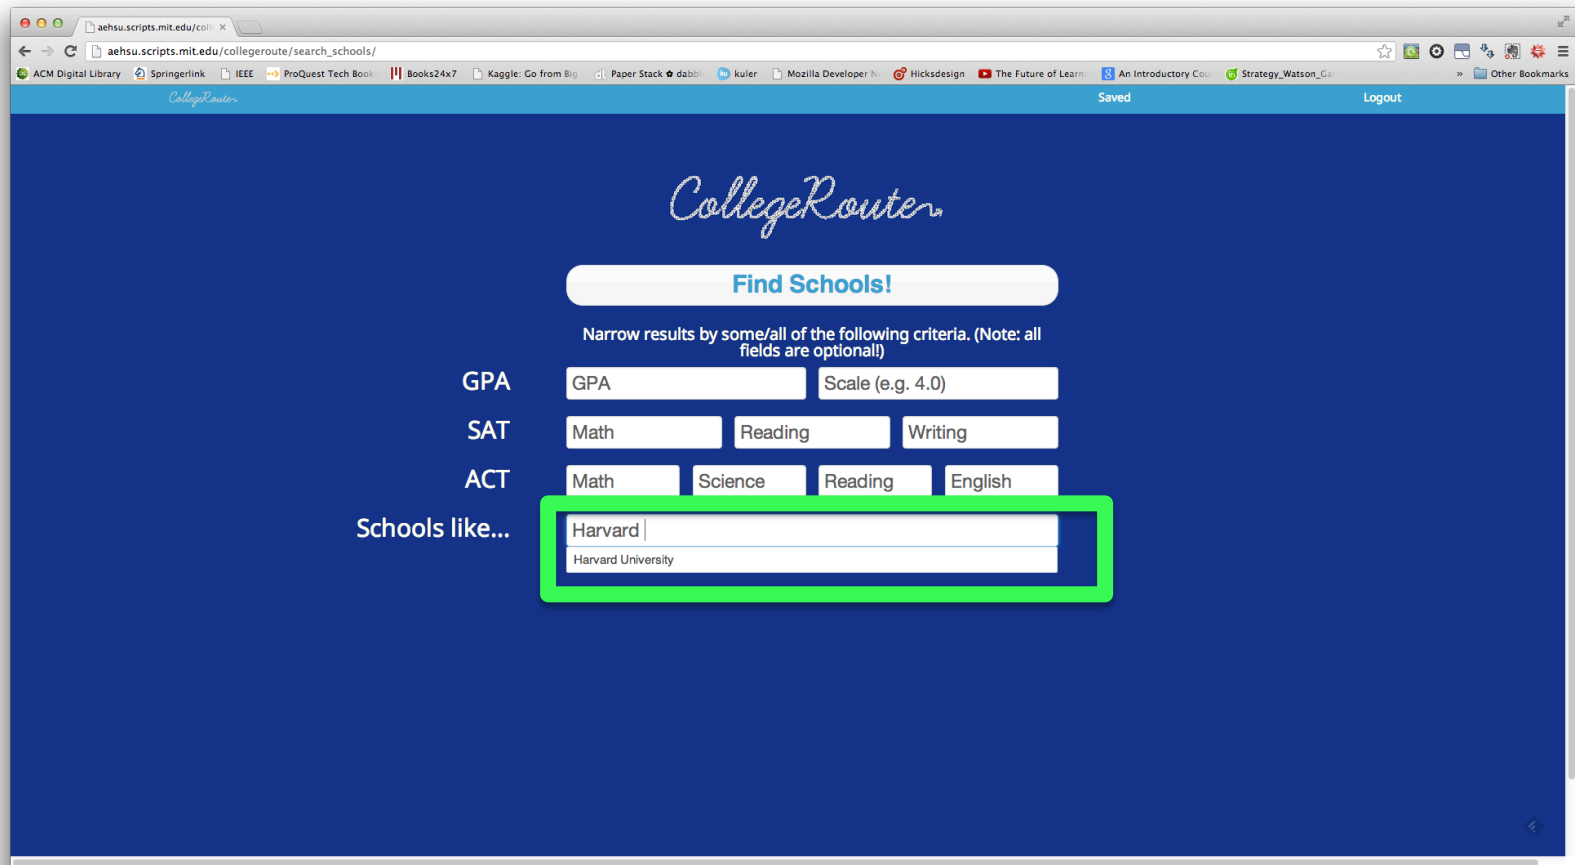 aehsu.scripts.mit.edu/coll
aehsu.scripts.mit.edu/collegeroute/search_schools/
ACM Digital Library Springerlink IEEE ProQuest Tech Book Books24x7 Kaggle: Go from Big Paper Stack ✿ dabbl kuler Mozilla Developer N Hicksdesign The Future of Learn An Introductory Cou Strategy_Watson_Ga » Other Bookmarks
CollegeRoute Saved Logout
CollegeRoute
Find Schools!
Narrow results by some/all of the following criteria. (Note: all
fields are optional!)
GPA GPA Scale (e.g. 4.0)
SAT Math Reading Writing
ACT Math Science Reading English
Schools like... Harvard
Harvard University